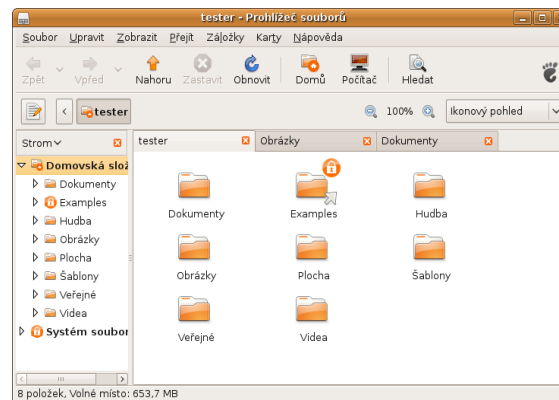 tester - Prohlížeč souborů
Soubor Upravit Zobrazit Přejít Záložky Karty Nápověda
Zpět Vpřed Nahoru Zastavit Obnovit Domů Počítač Hledat
tester 100% Ikonový pohled
Strom tester Obrázky Dokumenty
Domovská slož
Dokumenty
Examples
Hudba
Obrázky
Plocha
Šablony
Veřejné
Videa
Systém soubor
Dokumenty Examples Hudba
Obrázky Plocha Šablony
Veřejné Videa
8 položek, Volné místo: 653,7 MB